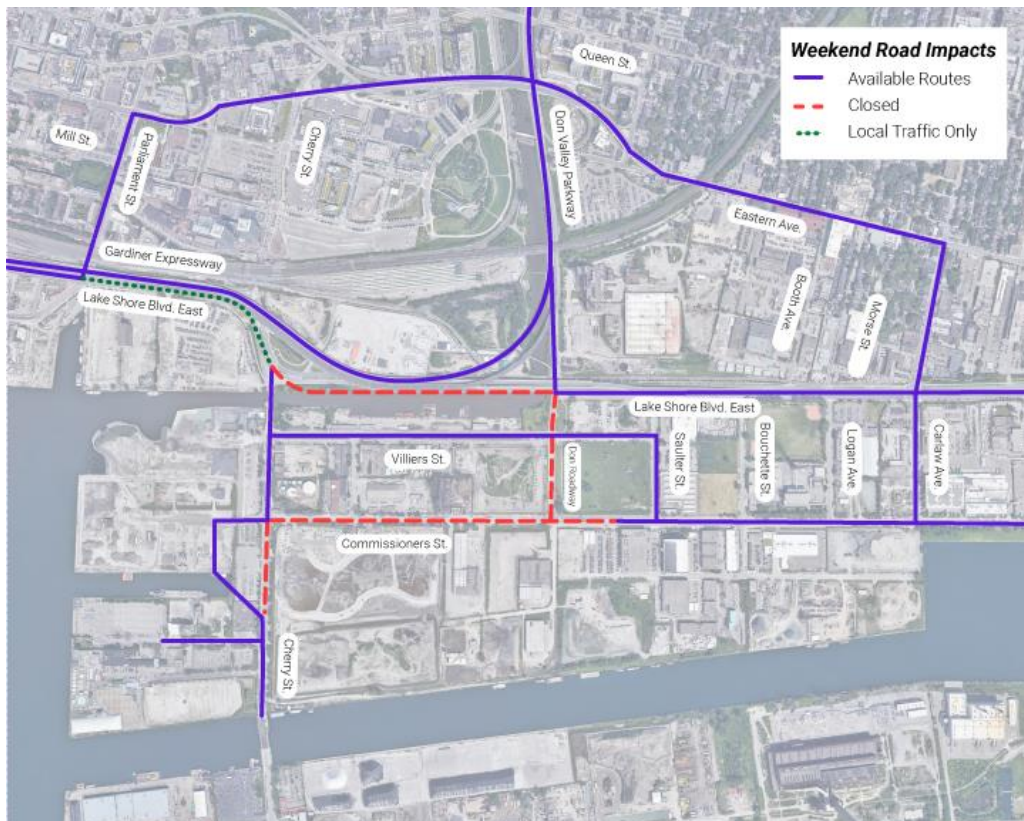 Weekend Road Impacts
Available Routes
Closed
Local Traffic Only
Queen St.
Mill St.
Parliament St.
Cherry St.
Don Valley Parkway
Eastern Ave.
Gardiner Expressway
Lake Shore Blvd. East
Booth Ave.
Morse St.
Lake Shore Blvd. East
Villiers St.
Don Roadway
Saulter St.
Bouchette St.
Logan Ave.
Carlaw Ave.
Commissioners St.
Cherry St.